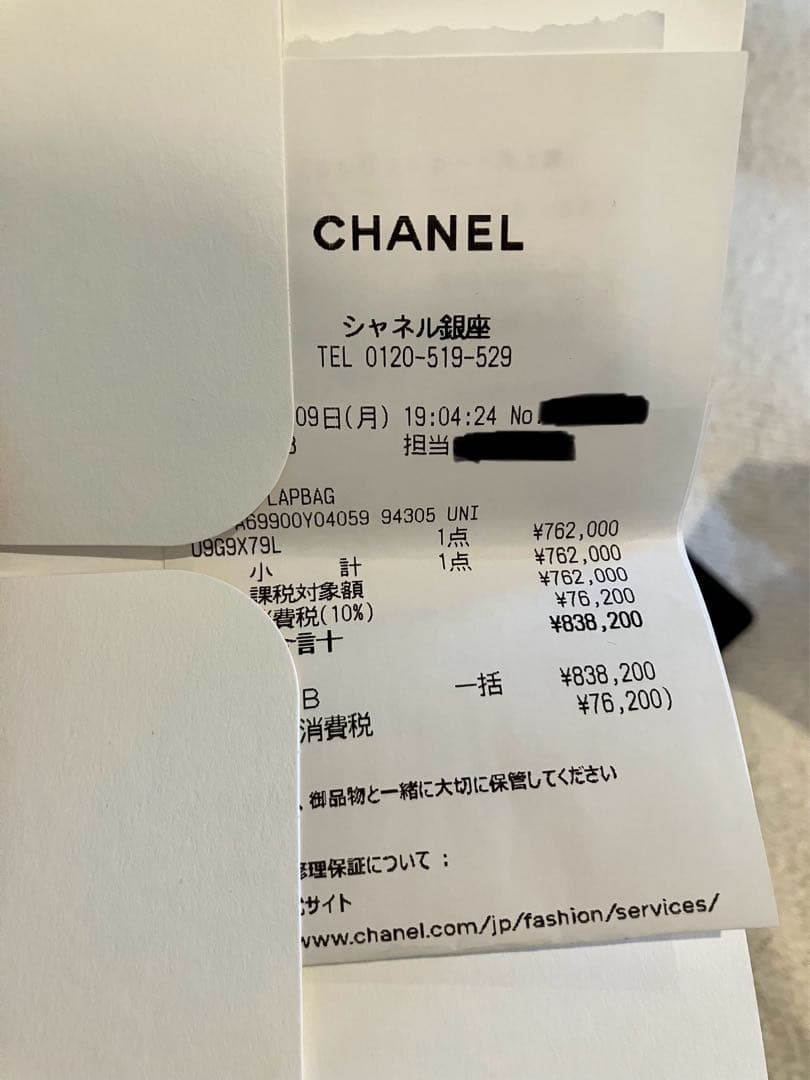 CHANEL
シャネル銀座
TEL 0120-519-529
09日(月) 19:04:24 No.
担当
LAPBAG
A69900Y04059 94305 UNI
U9G9X79L 1点 ¥762,000
小計 1点 ¥762,000
課税対象額 ¥762,000
費税(10%) ¥76,200
計 ¥838,200
B 一括 ¥838,200
消費税 ¥76,200)
、御品物と一緒に大切に保管してください
修理保証について :
サイト
www.chanel.com/jp/fashion/services/